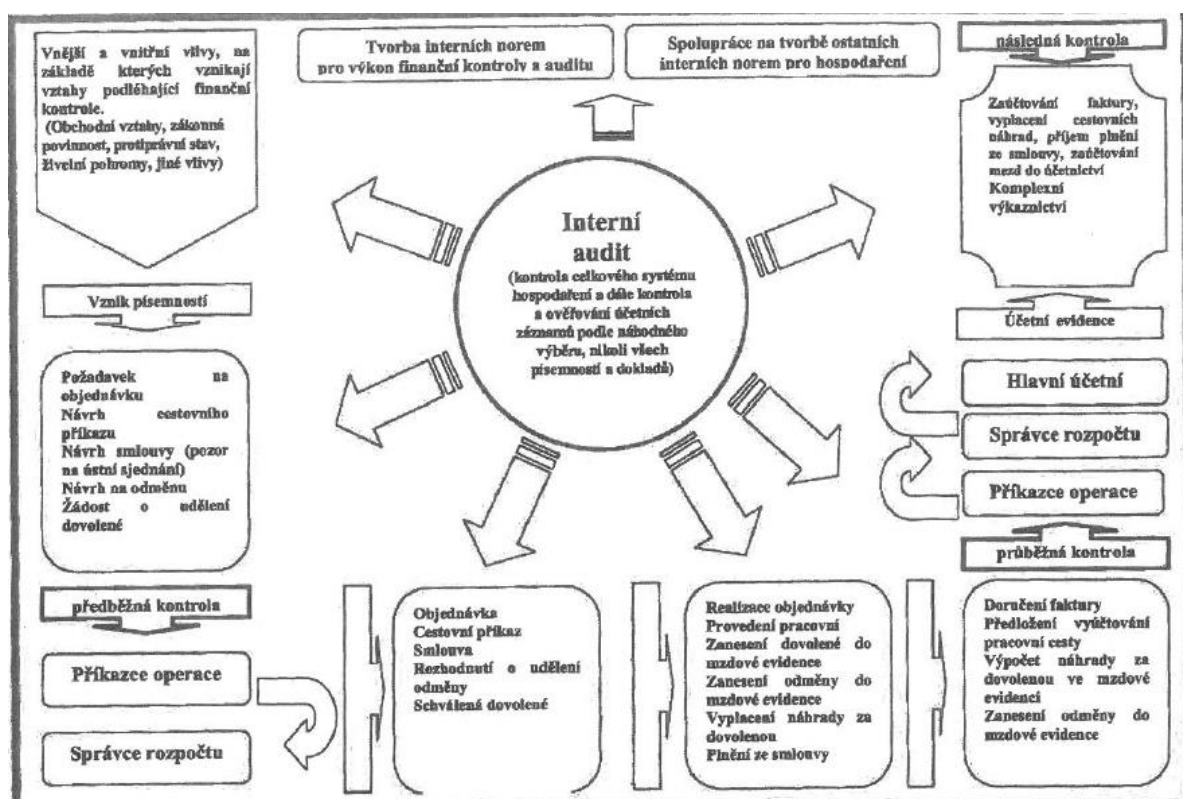 Vnější a vnitřní vlivy, na
základě kterých vznikají
vztahy podléhající finanční
kontrole.
(Obchodní vztahy, zákonná
povinnost, protiprávní stav,
živelní pohromy, jiné vlivy)
Vznik písemností
Požadavek na
objednávku
Návrh cestovního
příkazu
Návrh smlouvy (pozor
na ústní sjednání)
Návrh na odměnu
Žádost o udělení
dovolené
předběžná kontrola
Příkazce operace
Správce rozpočtu
Tvorba interních norem
pro výkon finanční kontroly a auditu
Spolupráce na tvorbě ostatních
interních norem pro hospodaření
Interní
audit
(kontrola celkového systému
hospodaření a dále kontrola
a ověřování účetních
záznamů podle náhodného
výběru, nikoli všech
písemností a dokladů)
Objednávka
Cestovní příkaz
Smlouva
Rozhodnutí o udělení
odměny
Schválená dovolené
Realizace objednávky
Provedení pracovní
Zanesení dovolené do
mzdové evidence
Zanesení odměny do
mzdové evidence
Vyplacení náhrady za
dovolenou
Plnění ze smlouvy
Doručení faktury
Předložení vyúčtování
pracovní cesty
Výpočet náhrady za
dovolenou ve mzdové
evidenci
Zanesení odměny do
mzdové evidence
průběžná kontrola
Příkazce operace
Správce rozpočtu
Hlavní účetní
Účetní evidence
Zaúčtování faktury,
vyplacení cestovních
náhrad, příjem plnění
ze smlouvy, zaúčtování
mezd do účetnictví
Komplexní
výkaznictví
následná kontrola